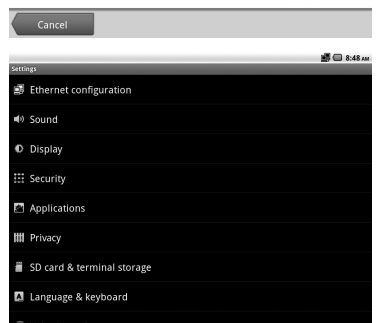 Cancel
8:48 AM
Settings
Ethernet configuration
Sound
Display
Security
Applications
Privacy
SD card & terminal storage
Language & keyboard